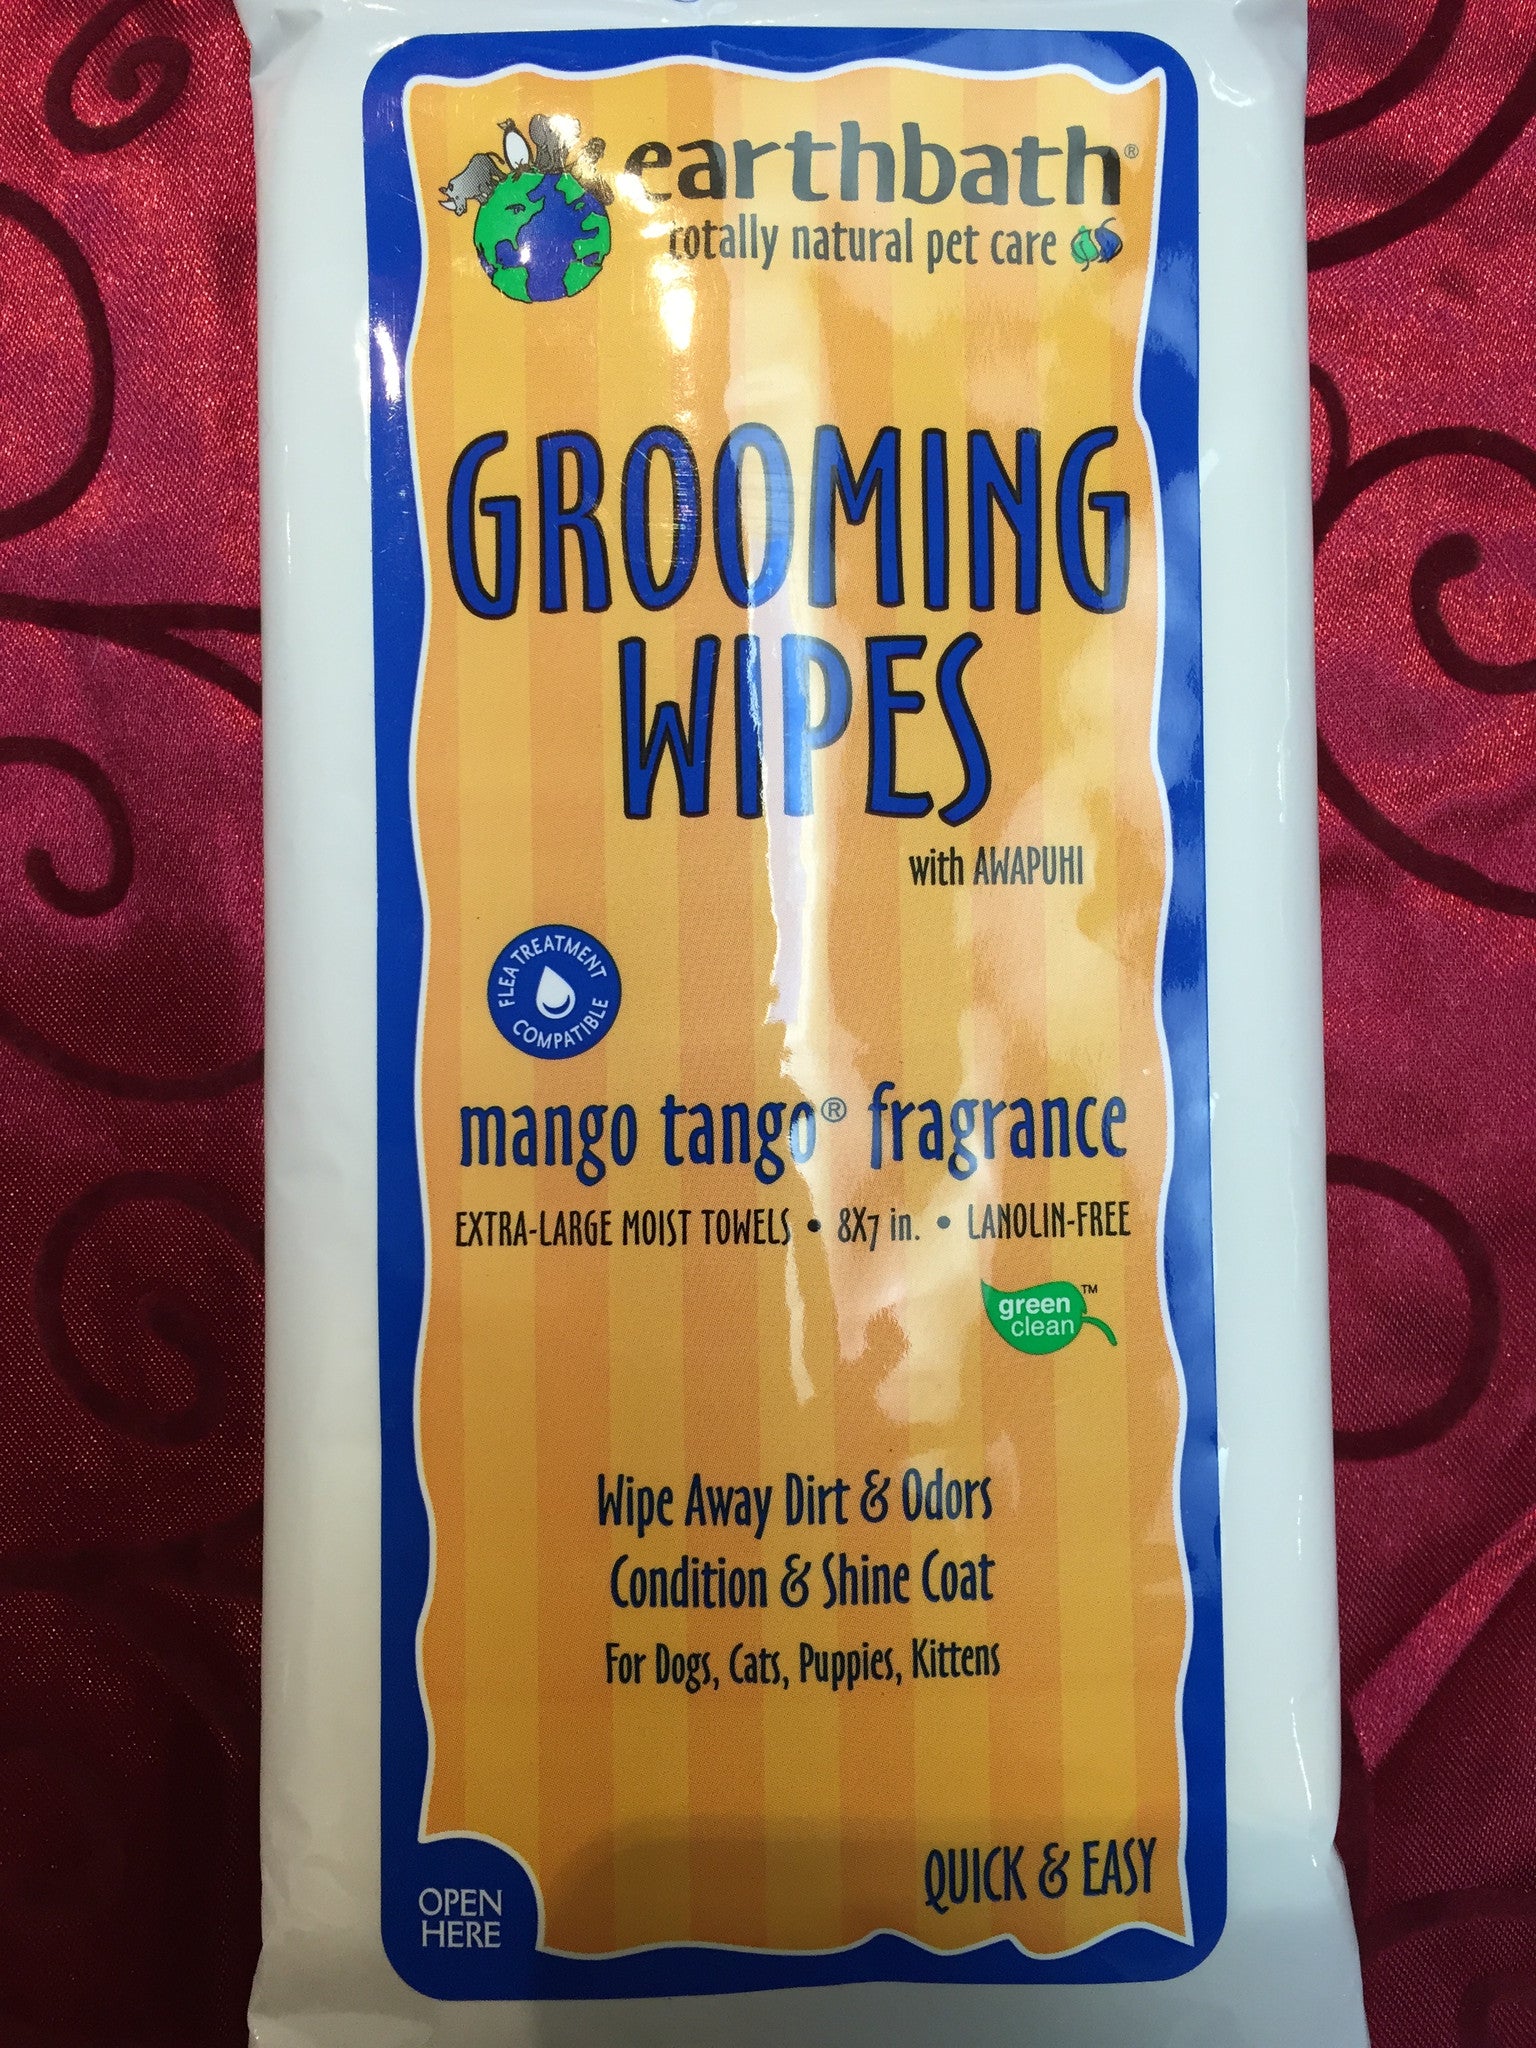 earthbath®
totally natural pet care
GROOMING
WIPES
with AWAPUHI
FLEA TREATMENT
COMPATIBLE
mango tango® fragrance
EXTRA-LARGE MOIST TOWELS • 8X7 in. • LANOLIN-FREE
green™
clean
Wipe Away Dirt & Odors
Condition & Shine Coat
For Dogs, Cats, Puppies, Kittens
QUICK & EASY
OPEN
HERE